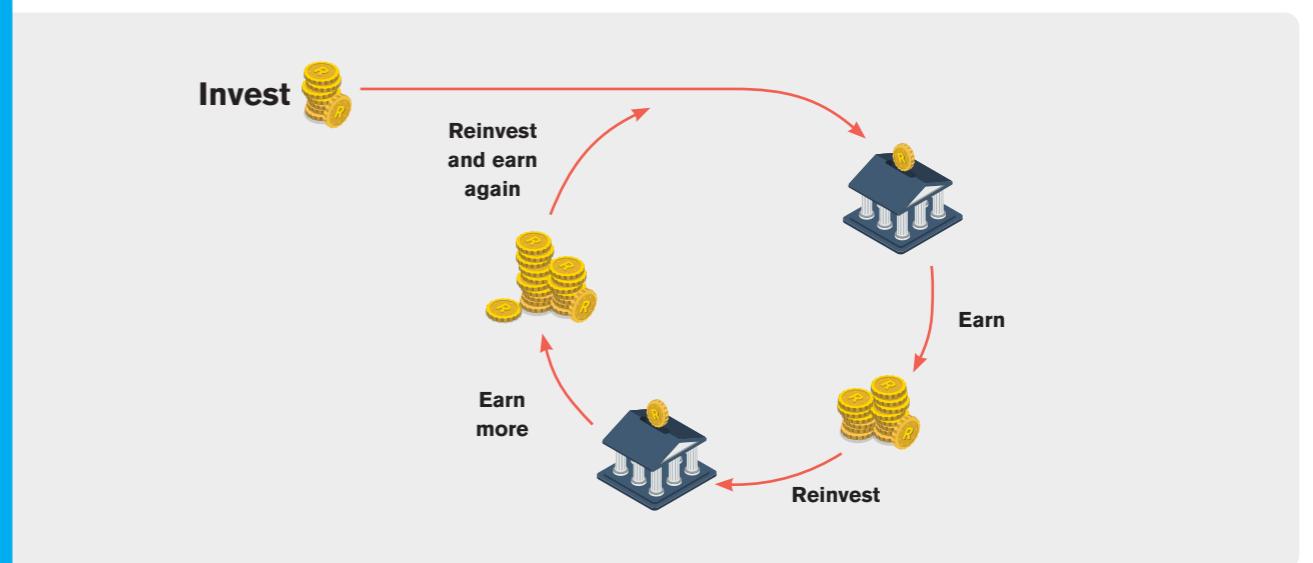 Invest
Reinvest
and earn
again
Earn
Earn
more
Reinvest